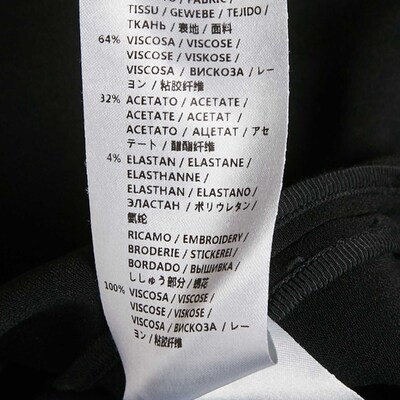 TISSU / GEWEBE / TEJIDO /
ТКАНЬ / 表地 / 面料
64% VISCOSA / VISCOSE /
VISCOSE / VISKOSE /
VISCOSA / ВИСКОЗА / レー
ヨン / 粘胶纤维
32% ACETATO / ACETATE /
ACETATE / ACETAT /
ACETATO / АЦЕТАТ / アセ
テート / 醋酯纤维
4% ELASTAN / ELASTANE /
ELASTHANNE /
ELASTHAN / ELASTANO /
ЭЛАСТАН / ポリウレタン /
氨纶
RICAMO / EMBROIDERY /
BRODERIE / STICKEREI /
BORDADO / ВЫШИВКА /
ししゅう部分 / 绣花
100% VISCOSA / VISCOSE /
VISCOSE / VISKOSE /
VISCOSA / ВИСКОЗА / レー
ヨン / 粘胶纤维